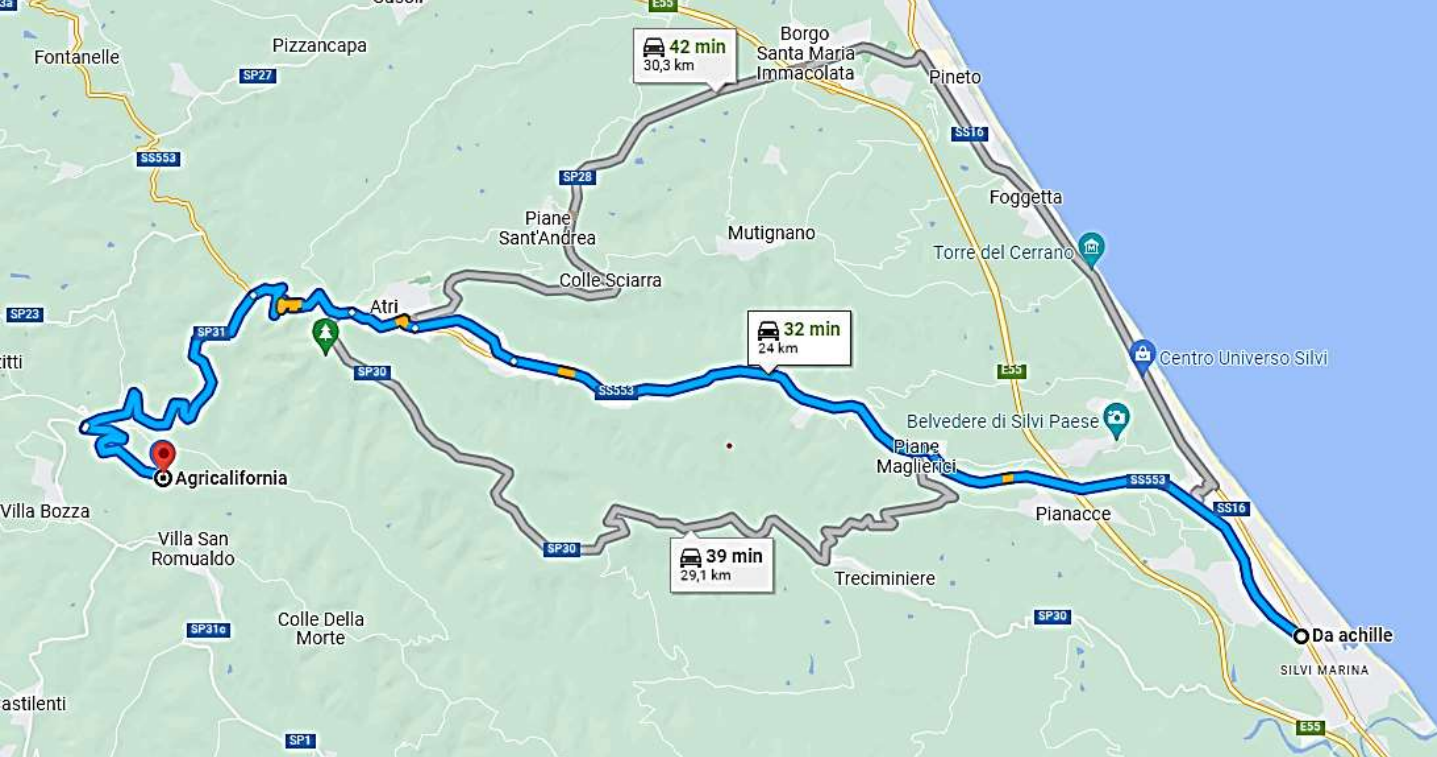 E55
Fontanelle
Pizzancapa
SP27
42 min
30,3 km
Borgo
Santa Maria
Immacolata
Pineto
SS16
SS553
SP28
Foggetta
Piane
Sant'Andrea
Mutignano
Torre del Cerrano
Colle Sciarra
Atri
SP23
SP31
32 min
24 km
Centro Universo Silvi
SP30
E55
SS553
Belvedere di Silvi Paese
Piane
Maglierici
Agricalifornia
SS553
SS16
Villa Bozza
Pianacce
Villa San
Romualdo
SP30
39 min
29,1 km
Treciminiere
SP30
Colle Della
Morte
SP31c
Da achille
SILVI MARINA
astilenti
E55
SP1